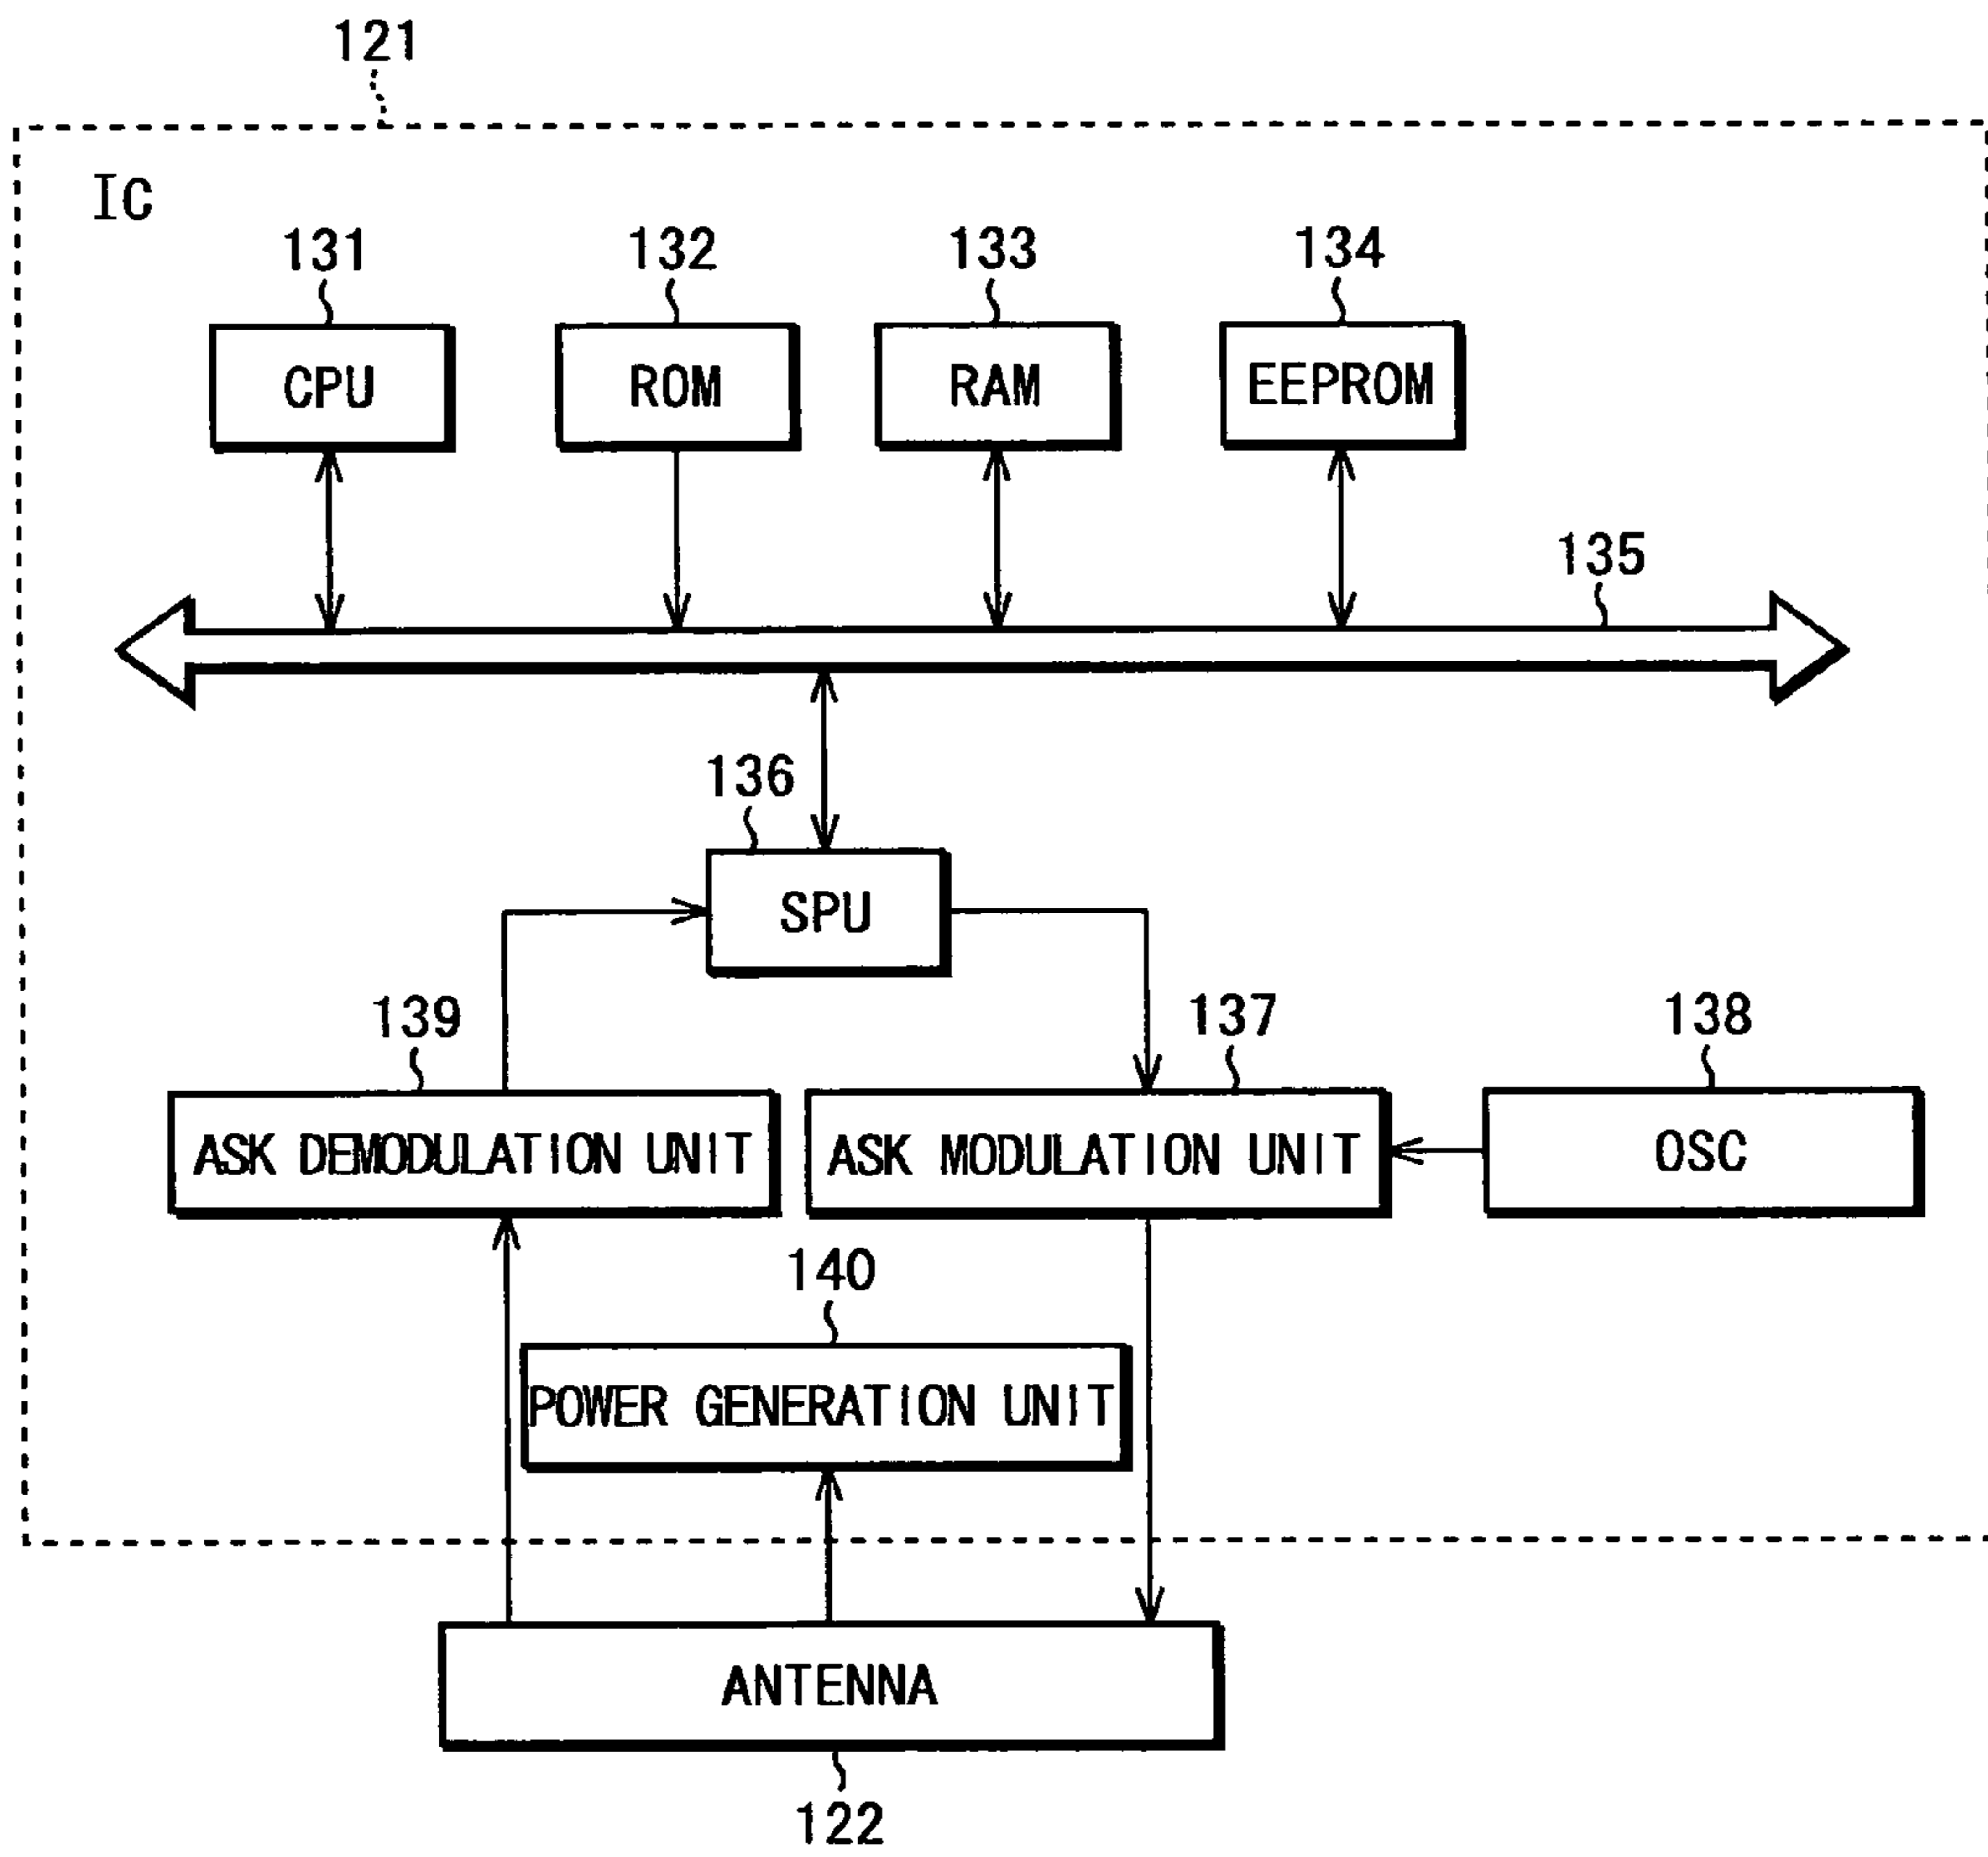 121
IC
131
132
133
134
CPU
ROM
RAM
EEPROM
135
136
SPU
139
137
138
ASK DEMODULATION UNIT
ASK MODULATION UNIT
OSC
140
POWER GENERATION UNIT
ANTENNA
122